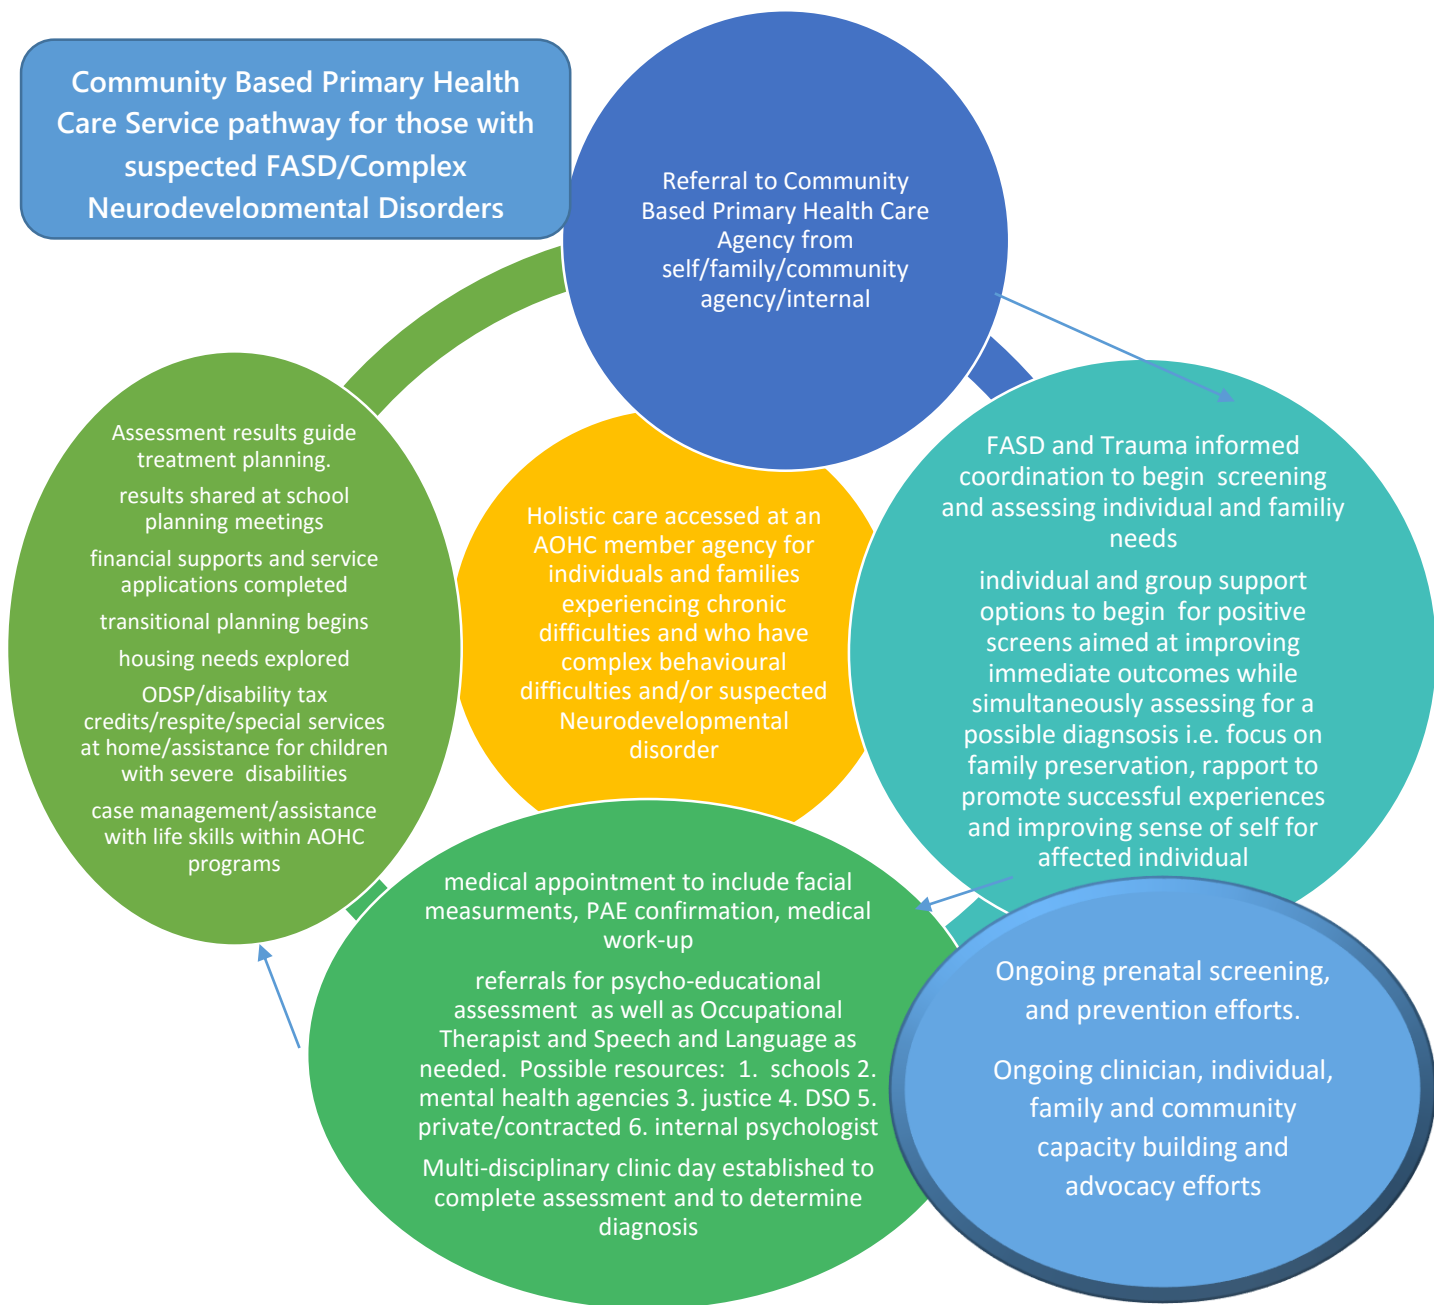 Community Based Primary Health
Care Service pathway for those with
suspected FASD/Complex
Neurodevelopmental Disorders
Referral to Community
Based Primary Health Care
Agency from
self/family/community
agency/internal
FASD and Trauma informed
coordination to begin screening
and assessing individual and familiy
needs
individual and group support
options to begin for positive
screens aimed at improving
immediate outcomes while
simultaneously assessing for a
possible diagnsosis i.e. focus on
family preservation, rapport to
promote successful experiences
and improving sense of self for
affected individual
Holistic care accessed at an
AOHC member agency for
individuals and families
experiencing chronic
difficulties and who have
complex behavioural
difficulties and/or suspected
Neurodevelopmental
disorder
Assessment results guide
treatment planning.
results shared at school
planning meetings
financial supports and service
applications completed
transitional planning begins
housing needs explored
ODSP/disability tax
credits/respite/special services
at home/assistance for children
with severe disabilities
case management/assistance
with life skills within AOHC
programs
medical appointment to include facial
measurments, PAE confirmation, medical
work-up
referrals for psycho-educational
assessment as well as Occupational
Therapist and Speech and Language as
needed. Possible resources: 1. schools 2.
mental health agencies 3. justice 4. DSO 5.
private/contracted 6. internal psychologist
Multi-disciplinary clinic day established to
complete assessment and to determine
diagnosis
Ongoing prenatal screening,
and prevention efforts.
Ongoing clinician, individual,
family and community
capacity building and
advocacy efforts